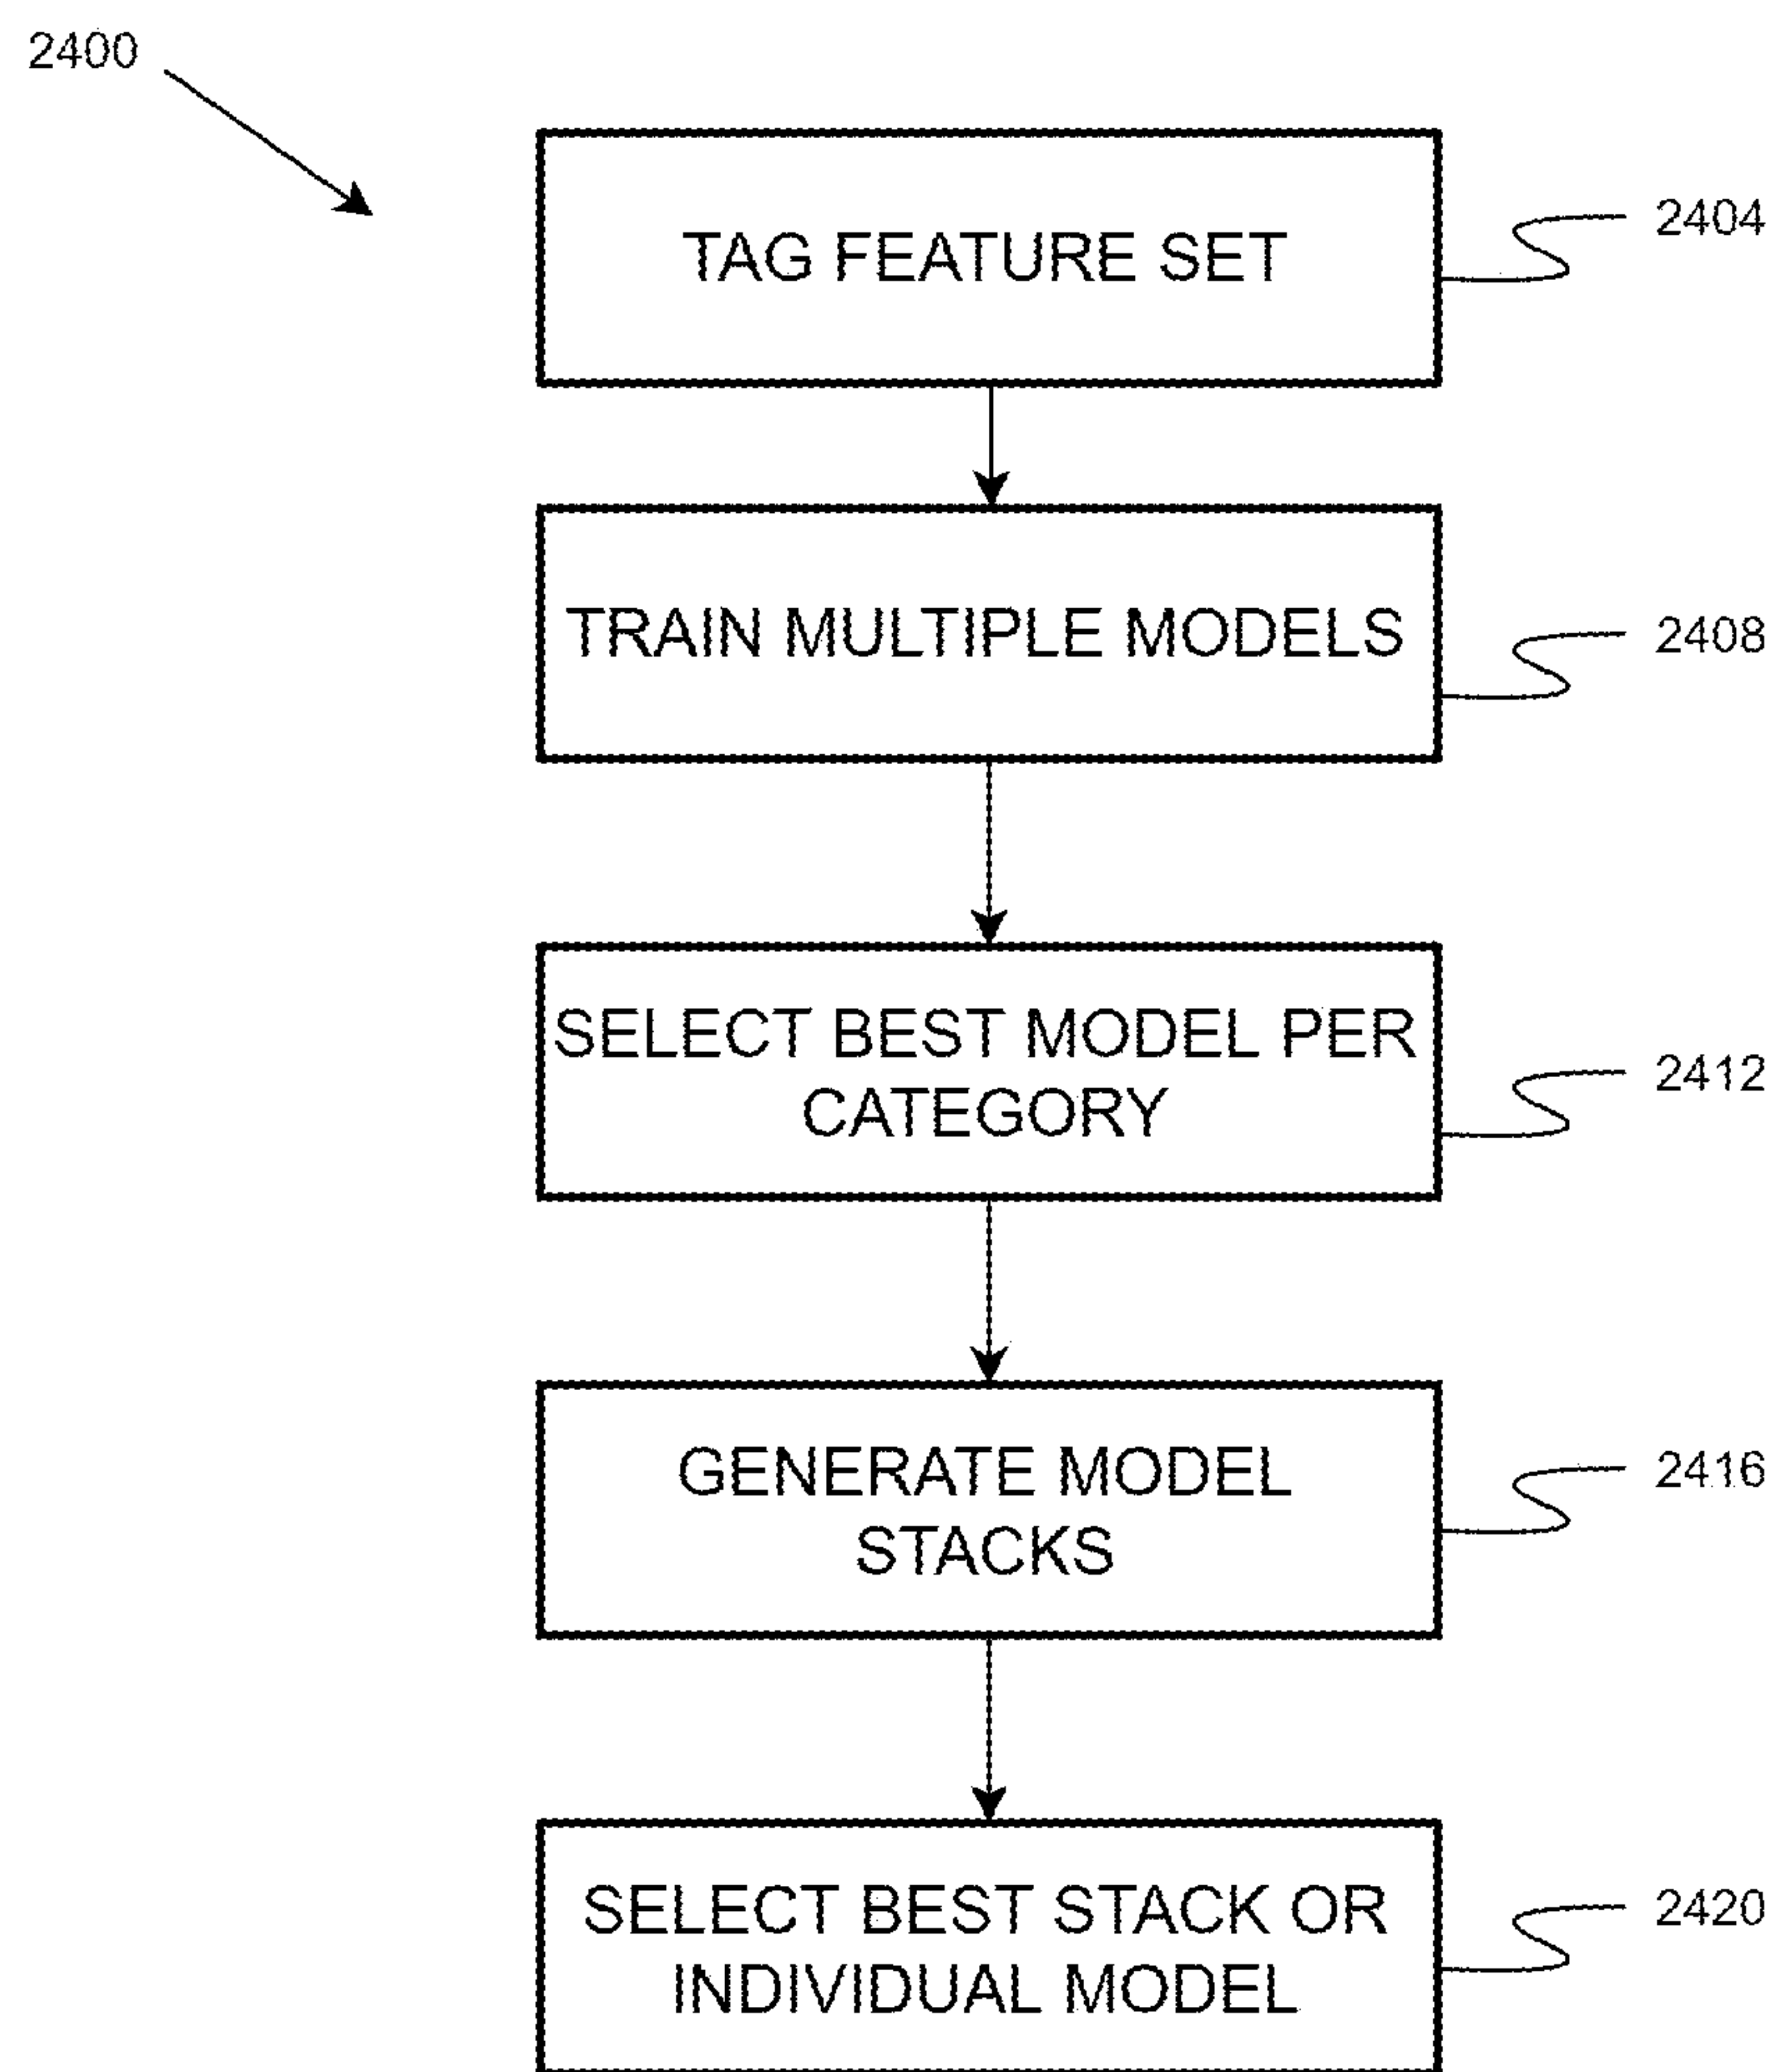 2400
TAG FEATURE SET
2404
TRAIN MULTIPLE MODELS
2408
SELECT BEST MODEL PER
CATEGORY
2412
GENERATE MODEL
STACKS
2416
SELECT BEST STACK OR
INDIVIDUAL MODEL
2420